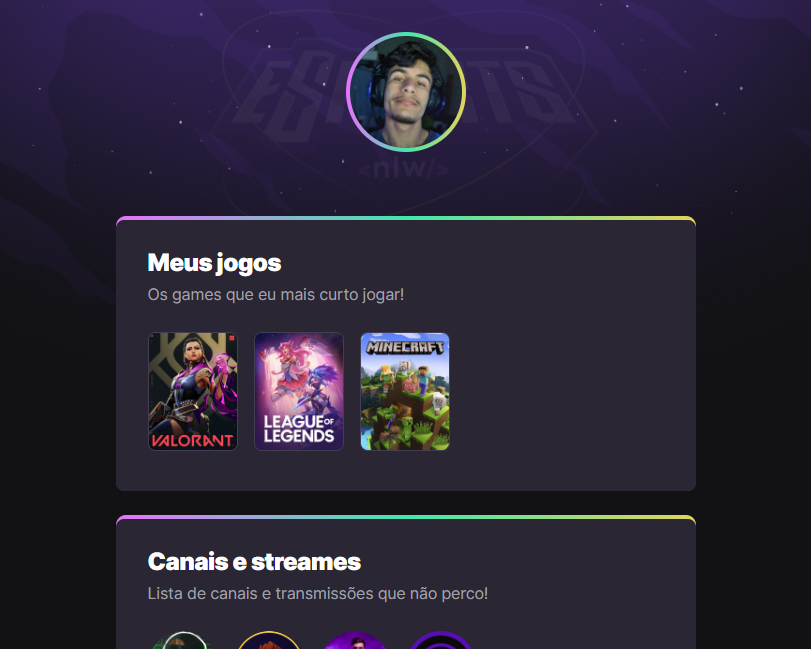 ESPORTS
<nlw/>
Meus jogos
Os games que eu mais curto jogar!
VALORANT
LEAGUE OF
LEGENDS
MINECRAFT
Canais e streames
Lista de canais e transmissões que não perco!